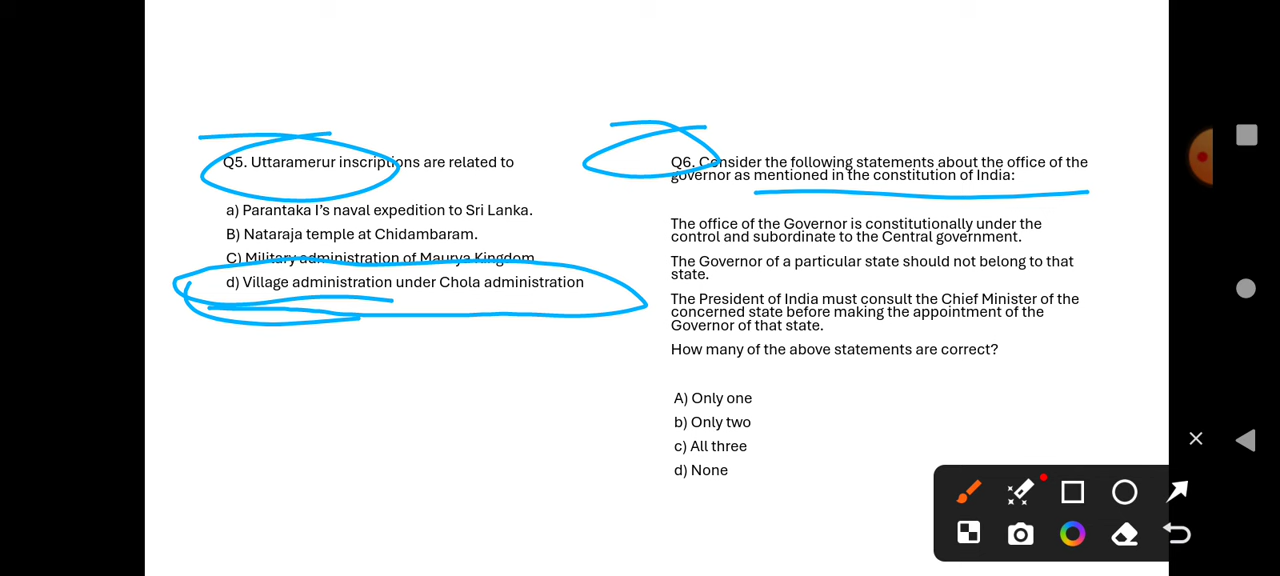 Q5. Uttaramerur inscriptions are related to
a) Parantaka I’s naval expedition to Sri Lanka.
B) Nataraja temple at Chidambaram.
C) Military administration of Maurya Kingdom
d) Village administration under Chola administration
Q6. Consider the following statements about the office of the
governor as mentioned in the constitution of India:
The office of the Governor is constitutionally under the
control and subordinate to the Central government.
The Governor of a particular state should not belong to that
state.
The President of India must consult the Chief Minister of the
concerned state before making the appointment of the
Governor of that state.
How many of the above statements are correct?
A) Only one
b) Only two
c) All three
d) None